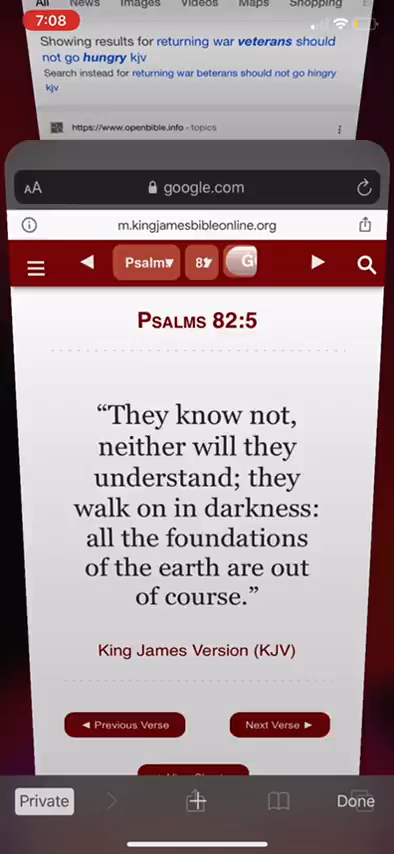 All News Images Videos Maps Shopping
7:08
Showing results for returning war veterans should
not go hungry kjv
Search instead for returning war beterans should not go hingry
kjv
https://www.openbible.info › topics
AA google.com
m.kingjamesbibleonline.org
Psalm 82 G
PSALMS 82:5
“They know not,
neither will they
understand; they
walk on in darkness:
all the foundations
of the earth are out
of course.”
King James Version (KJV)
◄ Previous Verse Next Verse ►
Private Done